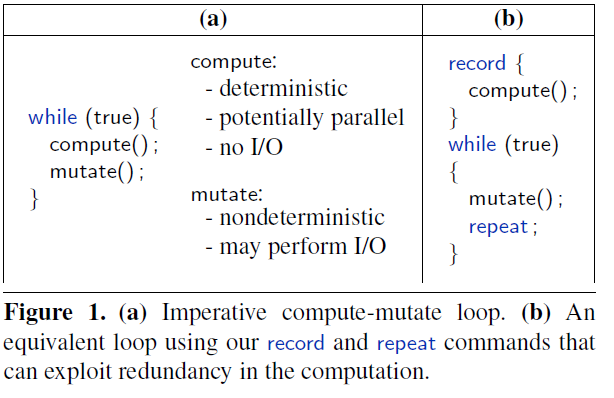 (a)
while (true) {
compute();
mutate();
}
compute:
- deterministic
- potentially parallel
- no I/O
mutate:
- nondeterministic
- may perform I/O
(b)
record {
compute();
}
while (true)
{
mutate();
repeat;
}
Figure 1. (a) Imperative compute-mutate loop. (b) An
equivalent loop using our record and repeat commands that
can exploit redundancy in the computation.